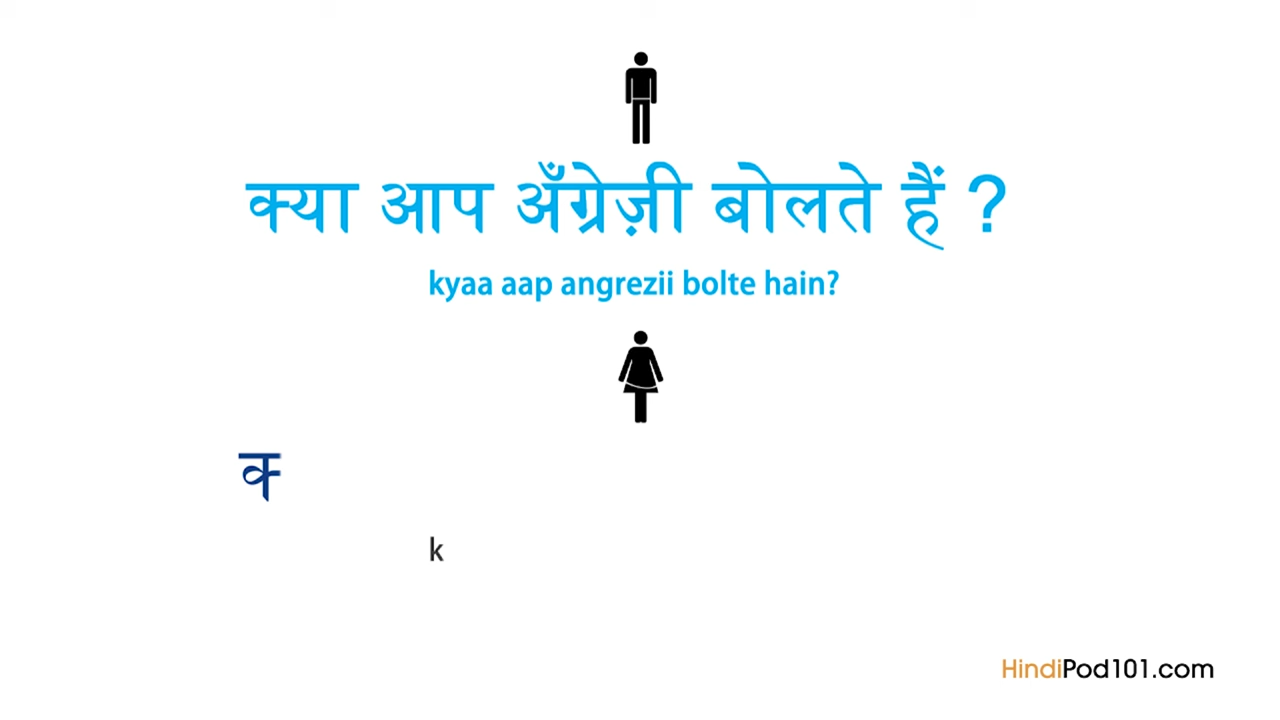 क्या आप अँग्रेज़ी बोलते हैं ?
kyaa aap angrezii bolte hain?
क
k
HindiPod101.com